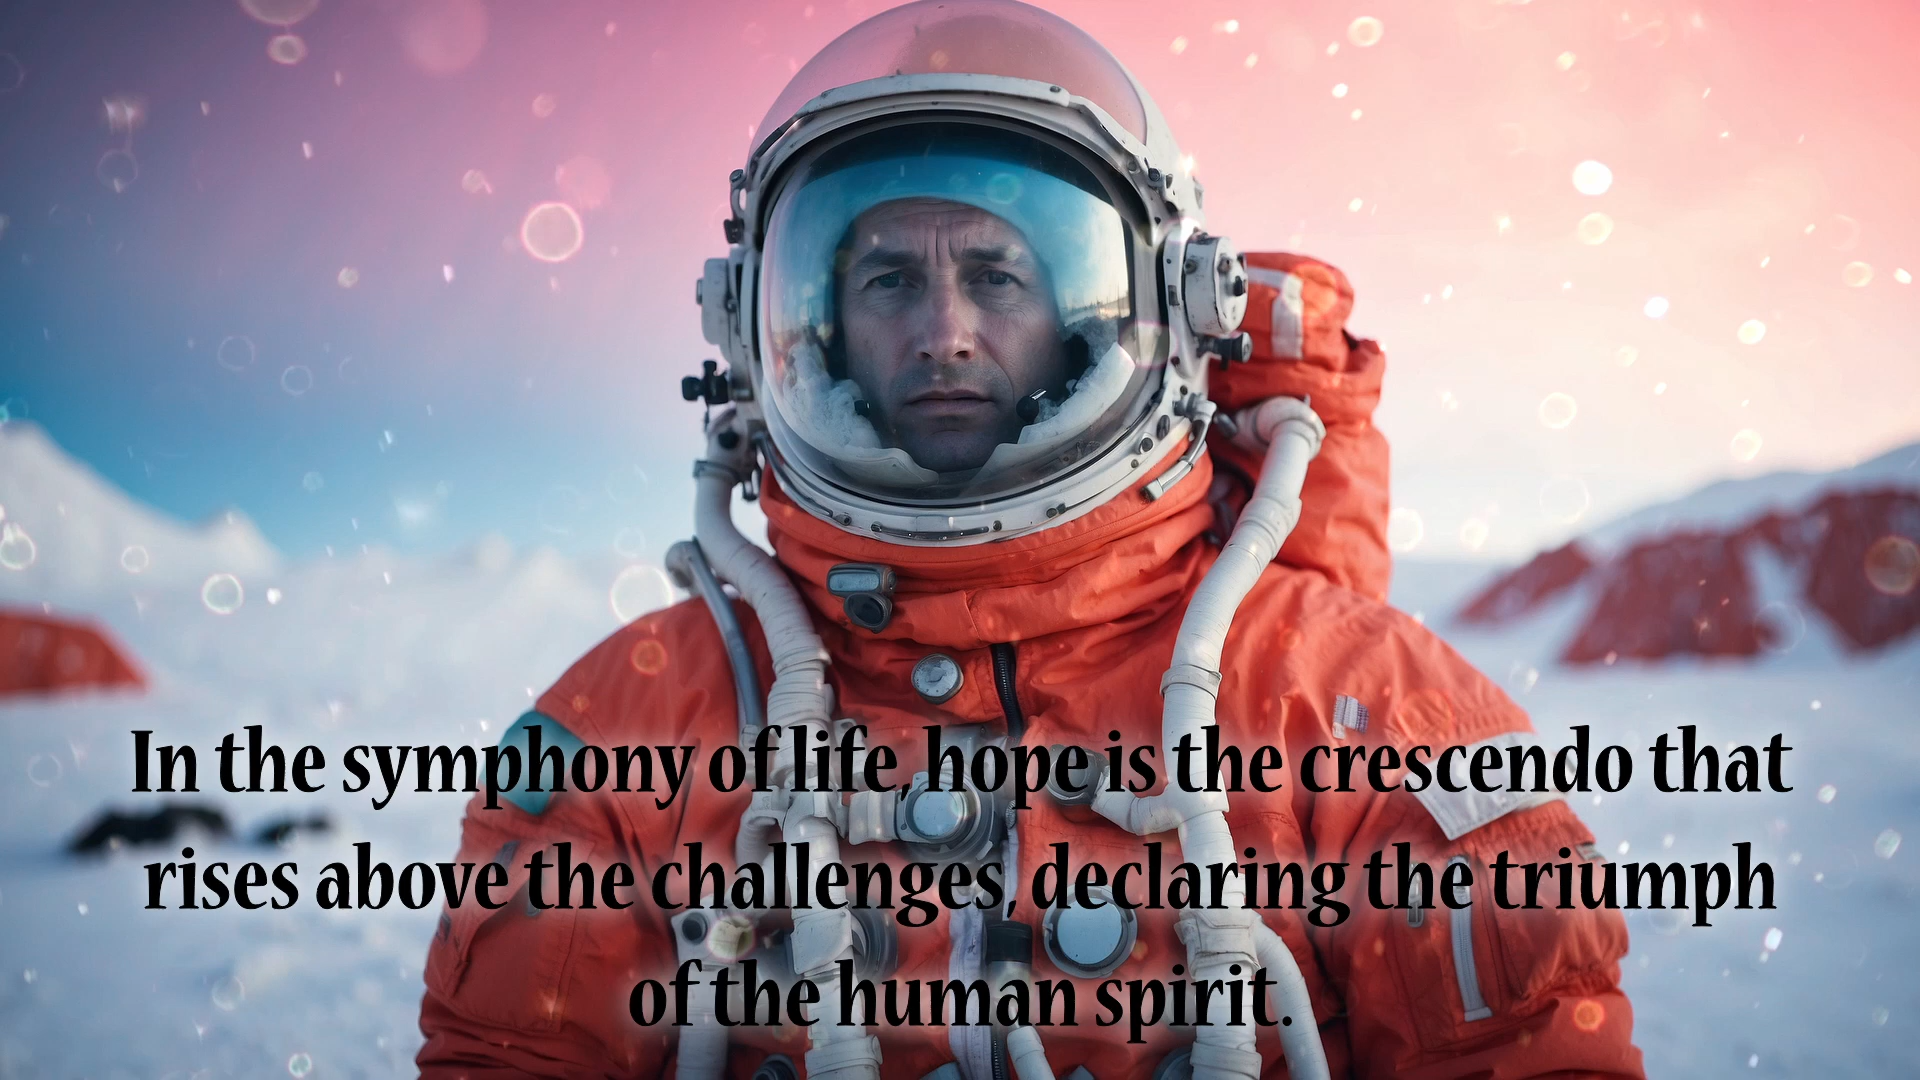 In the symphony of life, hope is the crescendo that
rises above the challenges, declaring the triumph
of the human spirit.